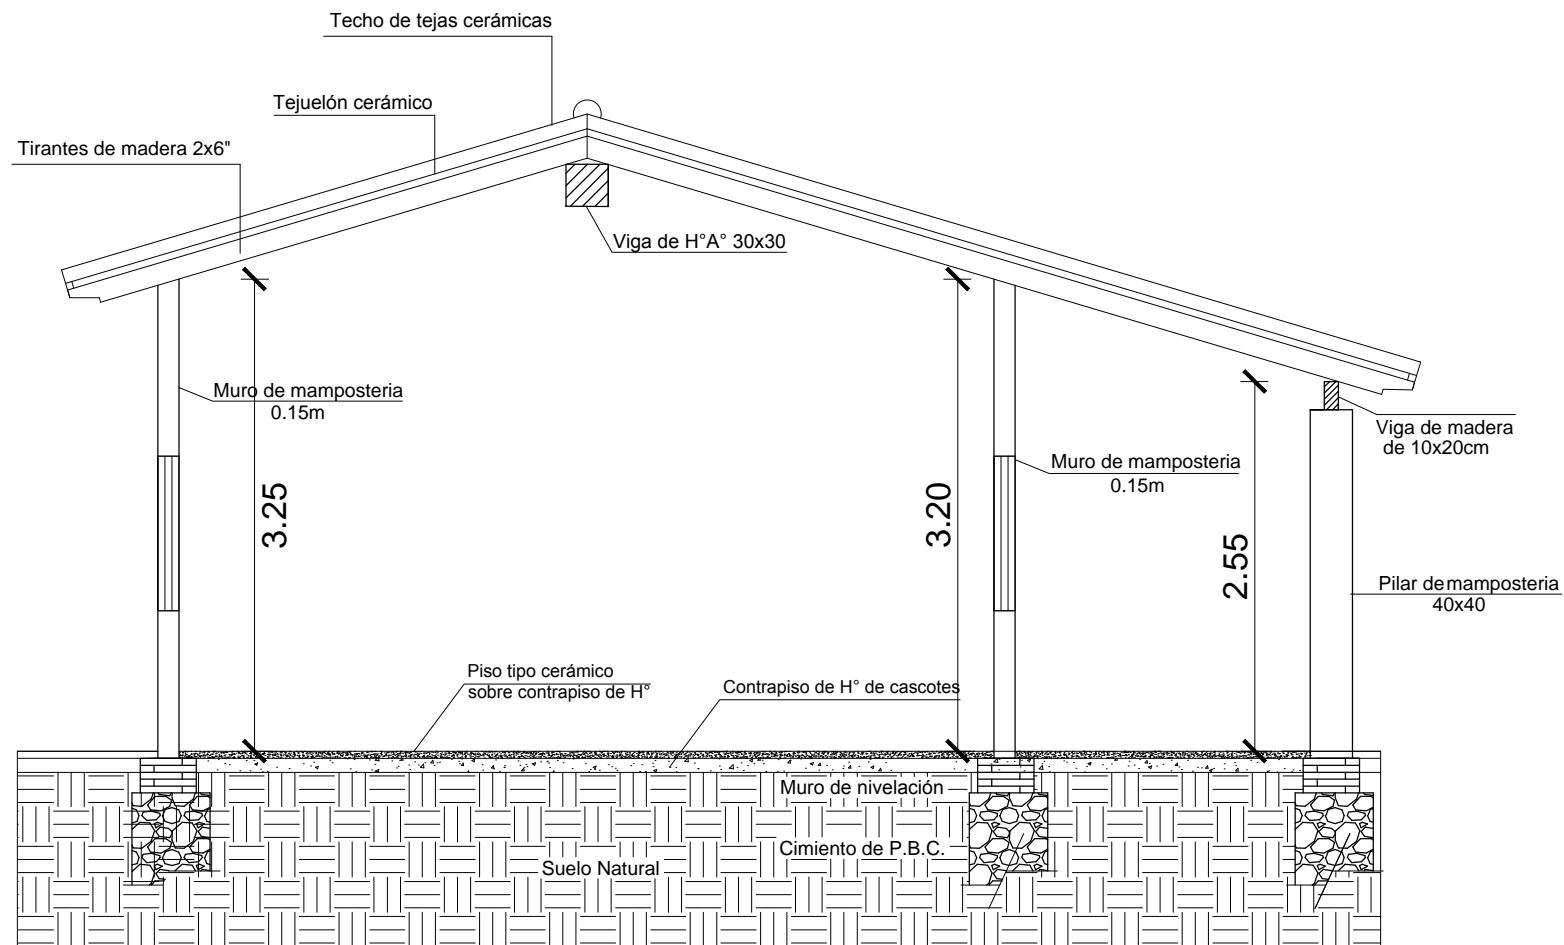 Techo de tejas cerámicas
Tejuelón cerámico
Tirantes de madera 2x6"
Viga de H°A° 30x30
Muro de mamposteria
0.15m
3.25
3.20
Muro de mamposteria
0.15m
2.55
Viga de madera
de 10x20cm
Pilar de mamposteria
40x40
Piso tipo cerámico
sobre contrapiso de H°
Contrapiso de H° de cascotes
Muro de nivelación
Cimiento de P.B.C.
Suelo Natural